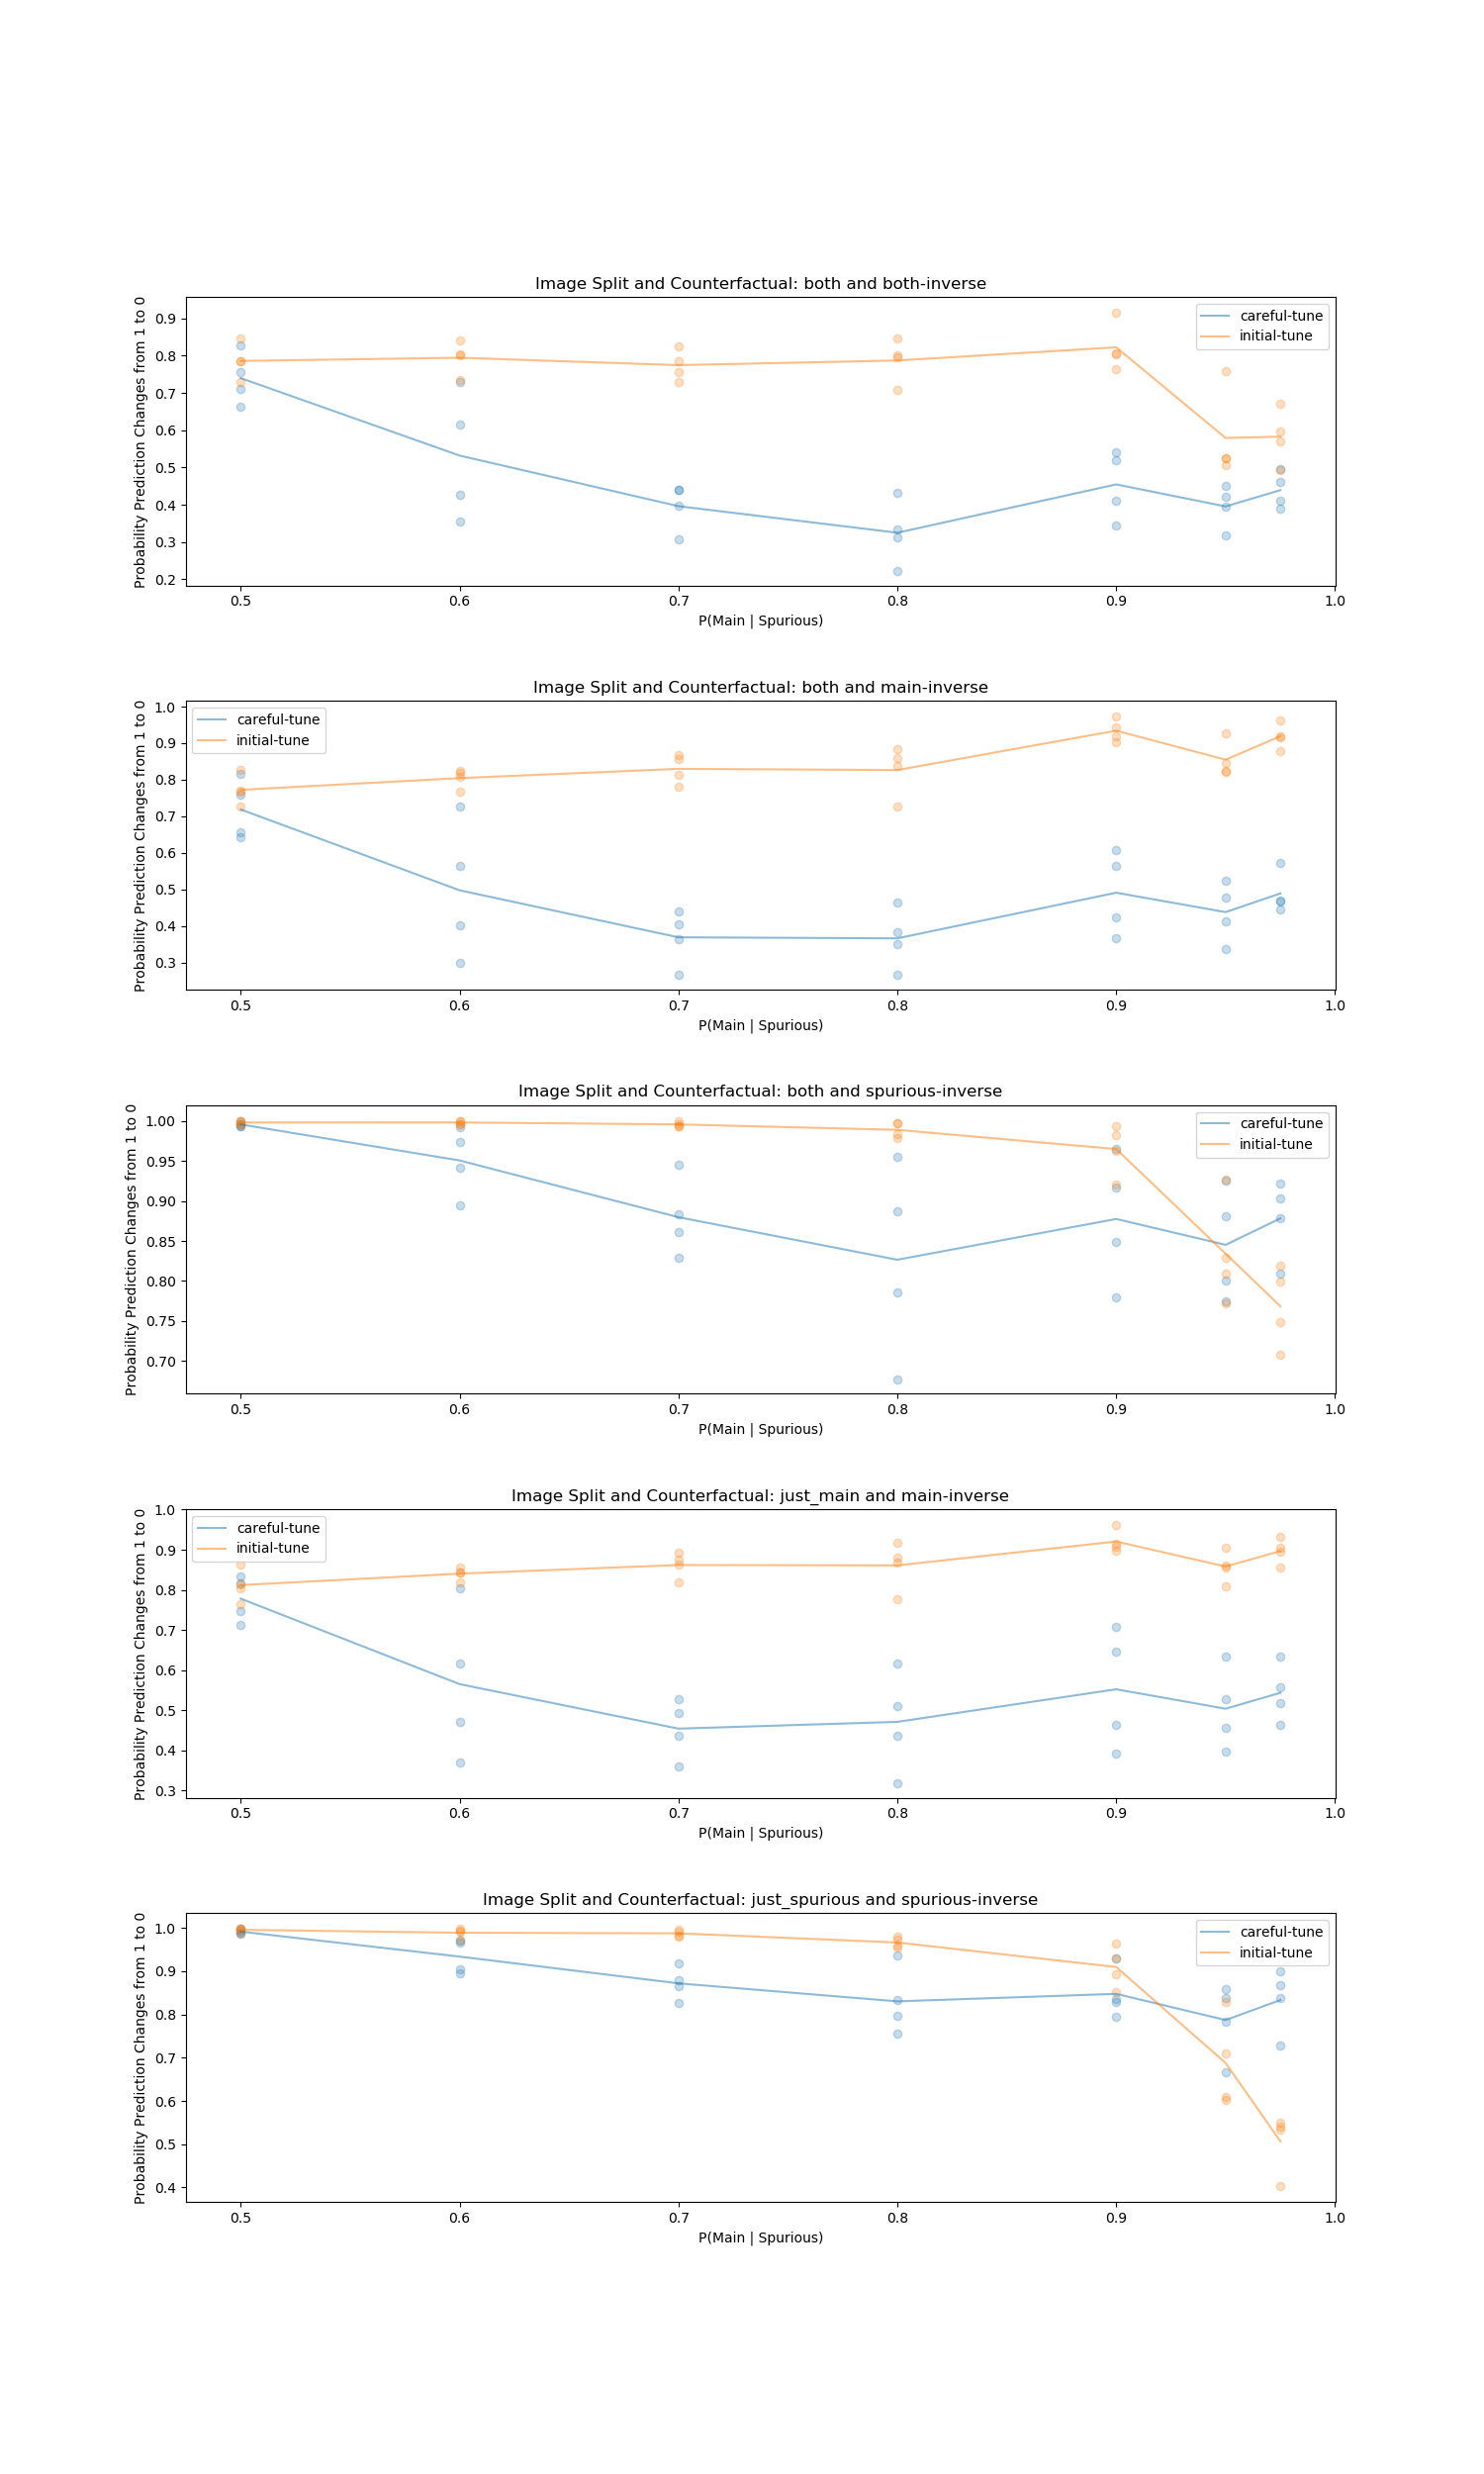 Image Split and Counterfactual: both and both-inverse
Probability Prediction Changes from 1 to 0
0.9
0.8
0.7
0.6
0.5
0.4
0.3
0.2
careful-tune
initial-tune
0.5 0.6 0.7 0.8 0.9 1.0
P(Main | Spurious)
Image Split and Counterfactual: both and main-inverse
Probability Prediction Changes from 1 to 0
1.0
0.9
0.8
0.7
0.6
0.5
0.4
0.3
careful-tune
initial-tune
0.5 0.6 0.7 0.8 0.9 1.0
P(Main | Spurious)
Image Split and Counterfactual: both and spurious-inverse
Probability Prediction Changes from 1 to 0
1.00
0.95
0.90
0.85
0.80
0.75
0.70
careful-tune
initial-tune
0.5 0.6 0.7 0.8 0.9 1.0
P(Main | Spurious)
Image Split and Counterfactual: just_main and main-inverse
Probability Prediction Changes from 1 to 0
1.0
0.9
0.8
0.7
0.6
0.5
0.4
0.3
careful-tune
initial-tune
0.5 0.6 0.7 0.8 0.9 1.0
P(Main | Spurious)
Image Split and Counterfactual: just_spurious and spurious-inverse
Probability Prediction Changes from 1 to 0
1.0
0.9
0.8
0.7
0.6
0.5
0.4
careful-tune
initial-tune
0.5 0.6 0.7 0.8 0.9 1.0
P(Main | Spurious)